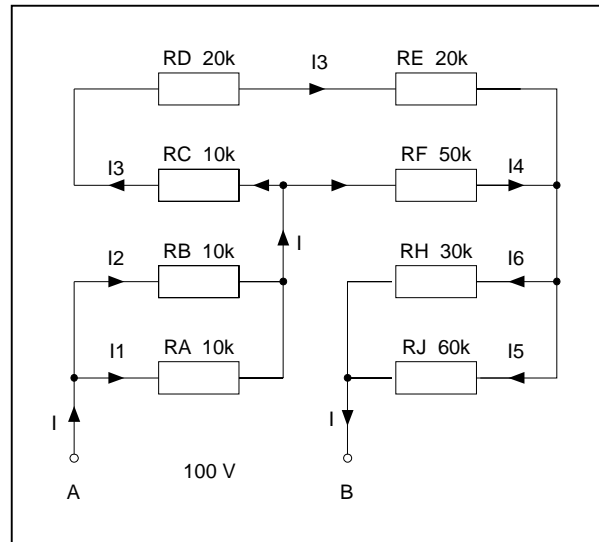 RD 20k I3 RE 20k
I3 RC 10k RF 50k I4
I
I2 RB 10k RH 30k I6
I1 RA 10k RJ 60k I5
I I
100 V
A B